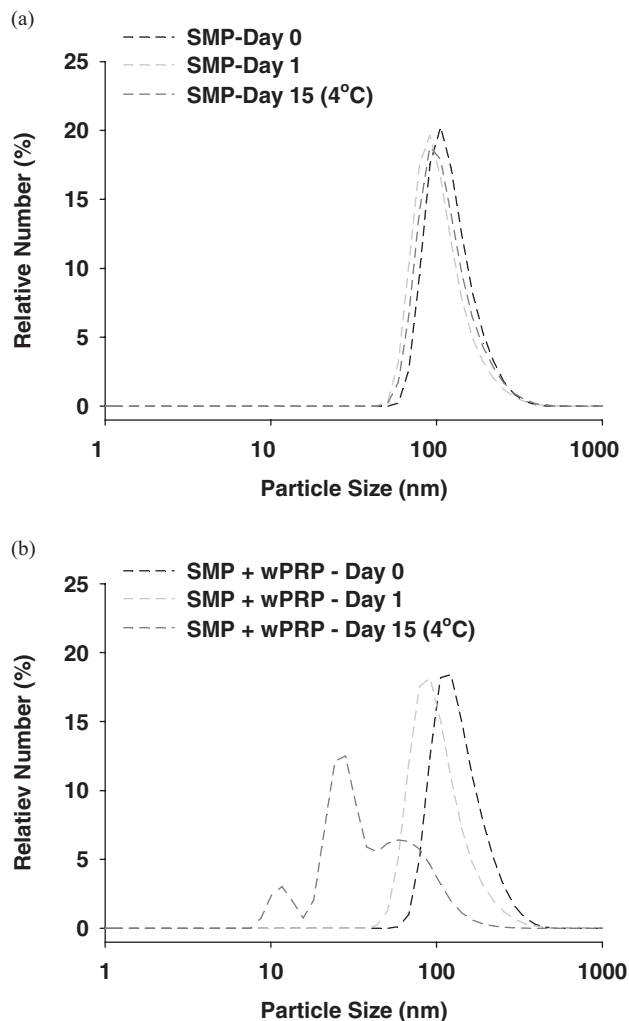 (a)
SMP-Day 0
SMP-Day 1
SMP-Day 15 (4°C)
25
20
15
10
5
0
Relative Number (%)
1 10 100 1000
Particle Size (nm)
(b)
SMP + wPRP - Day 0
SMP + wPRP - Day 1
SMP + wPRP - Day 15 (4°C)
25
20
15
10
5
0
Relatiev Number (%)
1 10 100 1000
Particle Size (nm)